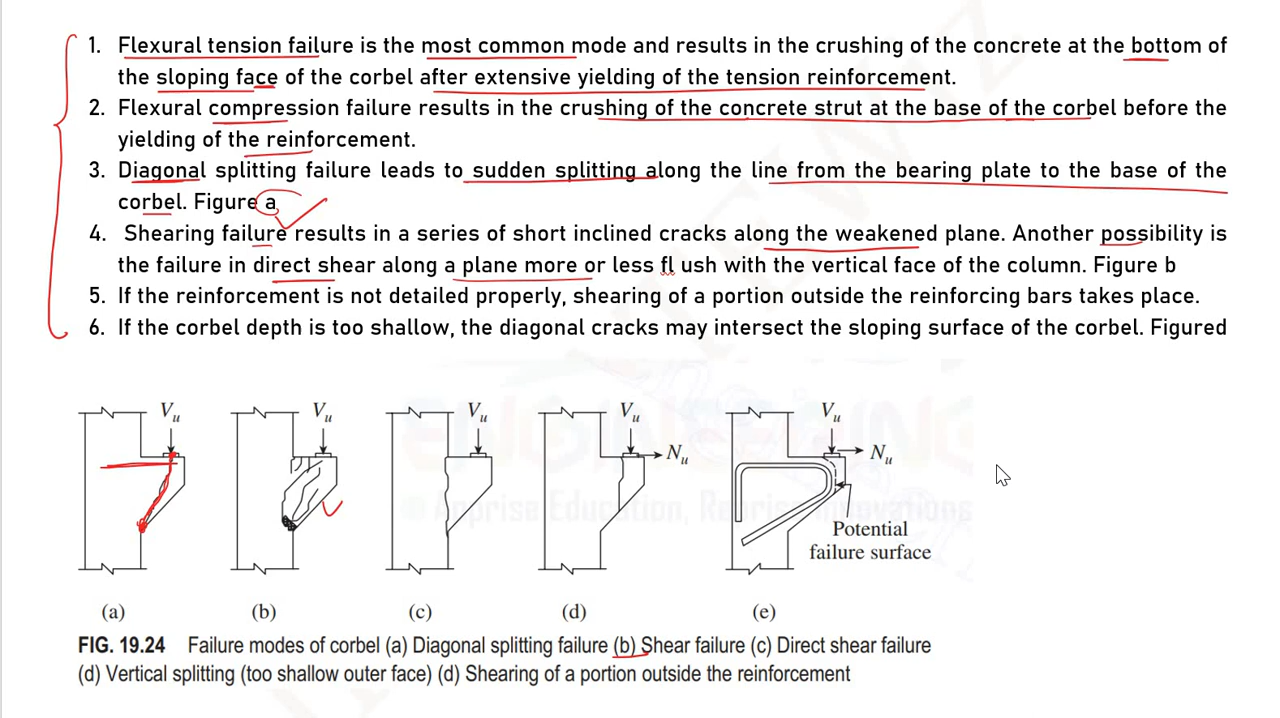 1. Flexural tension failure is the most common mode and results in the crushing of the concrete at the bottom of
the sloping face of the corbel after extensive yielding of the tension reinforcement.
2. Flexural compression failure results in the crushing of the concrete strut at the base of the corbel before the
yielding of the reinforcement.
3. Diagonal splitting failure leads to sudden splitting along the line from the bearing plate to the base of the
corbel. Figure a
4. Shearing failure results in a series of short inclined cracks along the weakened plane. Another possibility is
the failure in direct shear along a plane more or less fl ush with the vertical face of the column. Figure b
5. If the reinforcement is not detailed properly, shearing of a portion outside the reinforcing bars takes place.
6. If the corbel depth is too shallow, the diagonal cracks may intersect the sloping surface of the corbel. Figured
Vu Vu Vu Vu Vu
Nu Nu
ENGINEERING
Apprise Education, Reprise Innovations
Potential
failure surface
(a) (b) (c) (d) (e)
FIG. 19.24 Failure modes of corbel (a) Diagonal splitting failure (b) Shear failure (c) Direct shear failure
(d) Vertical splitting (too shallow outer face) (d) Shearing of a portion outside the reinforcement